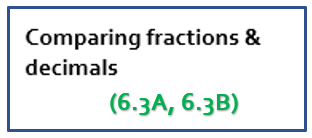 Comparing fractions &
decimals
(6.3A, 6.3B)